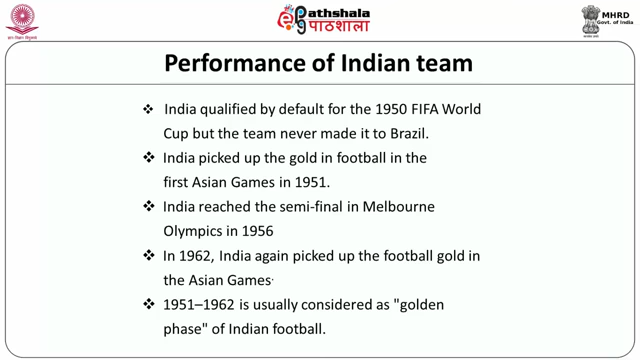 Pathshala
पाठशाला
MHRD
Govt. of India
Performance of Indian team
❖ India qualified by default for the 1950 FIFA World
Cup but the team never made it to Brazil.
❖ India picked up the gold in football in the
first Asian Games in 1951.
❖ India reached the semi-final in Melbourne
Olympics in 1956
❖ In 1962, India again picked up the football gold in
the Asian Games.
❖ 1951–1962 is usually considered as "golden
phase" of Indian football.